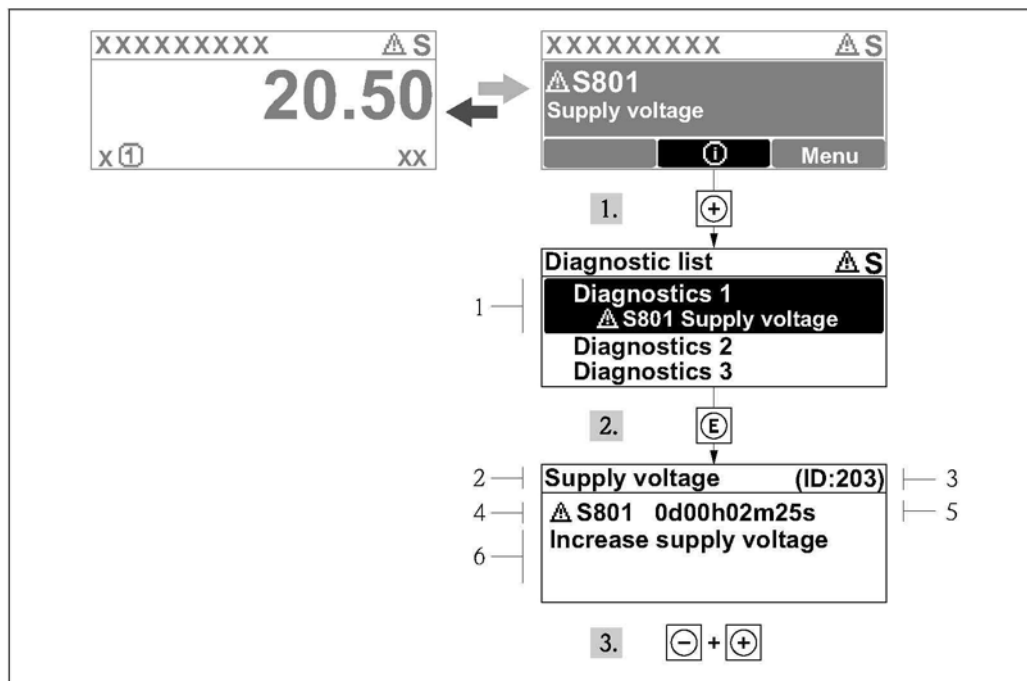 XXXXXXXXX ⚠ S
20.50
X ① XX
XXXXXXXXX ⚠ S
⚠ S801
Supply voltage
ⓘ Menu
1. +
Diagnostic list ⚠ S
1
Diagnostics 1
⚠ S801 Supply voltage
Diagnostics 2
Diagnostics 3
2. E
2 Supply voltage (ID:203) 3
4 ⚠ S801 0d00h02m25s 5
6 Increase supply voltage
3. − + +